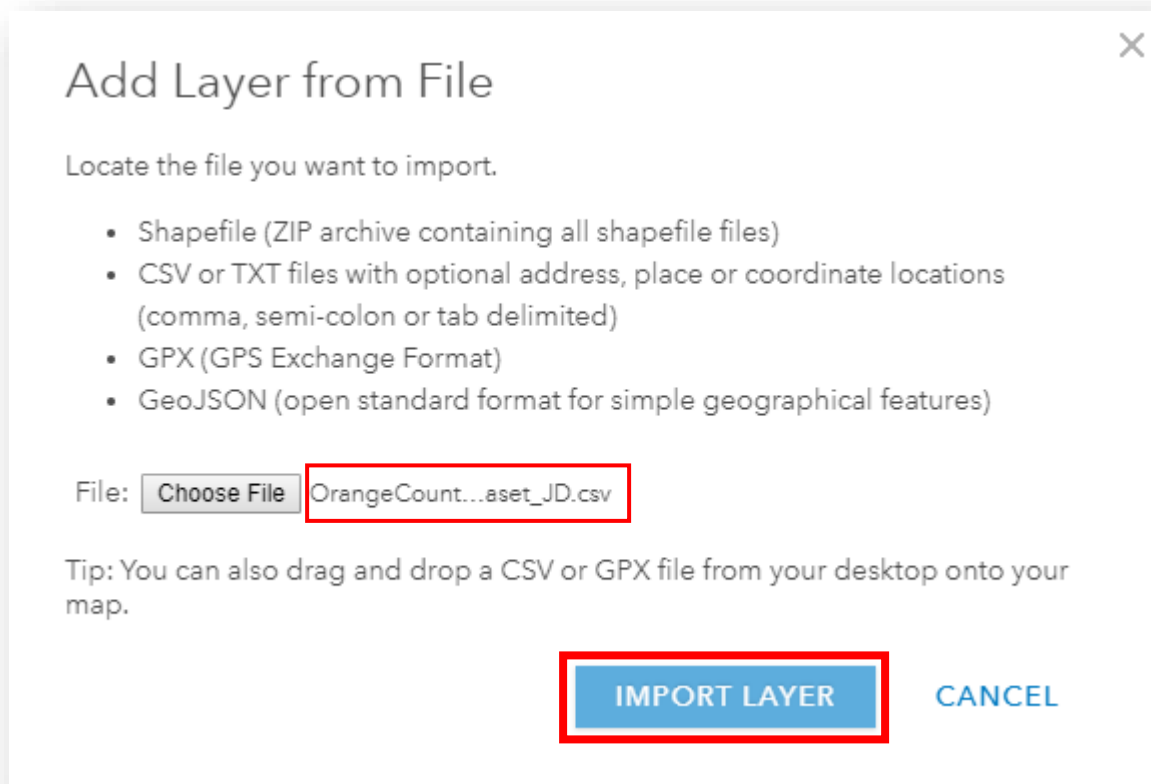 Add Layer from File
Locate the file you want to import.
• Shapefile (ZIP archive containing all shapefile files)
• CSV or TXT files with optional address, place or coordinate locations
(comma, semi-colon or tab delimited)
• GPX (GPS Exchange Format)
• GeoJSON (open standard format for simple geographical features)
File: Choose File OrangeCount...aset_JD.csv
Tip: You can also drag and drop a CSV or GPX file from your desktop onto your
map.
IMPORT LAYER CANCEL